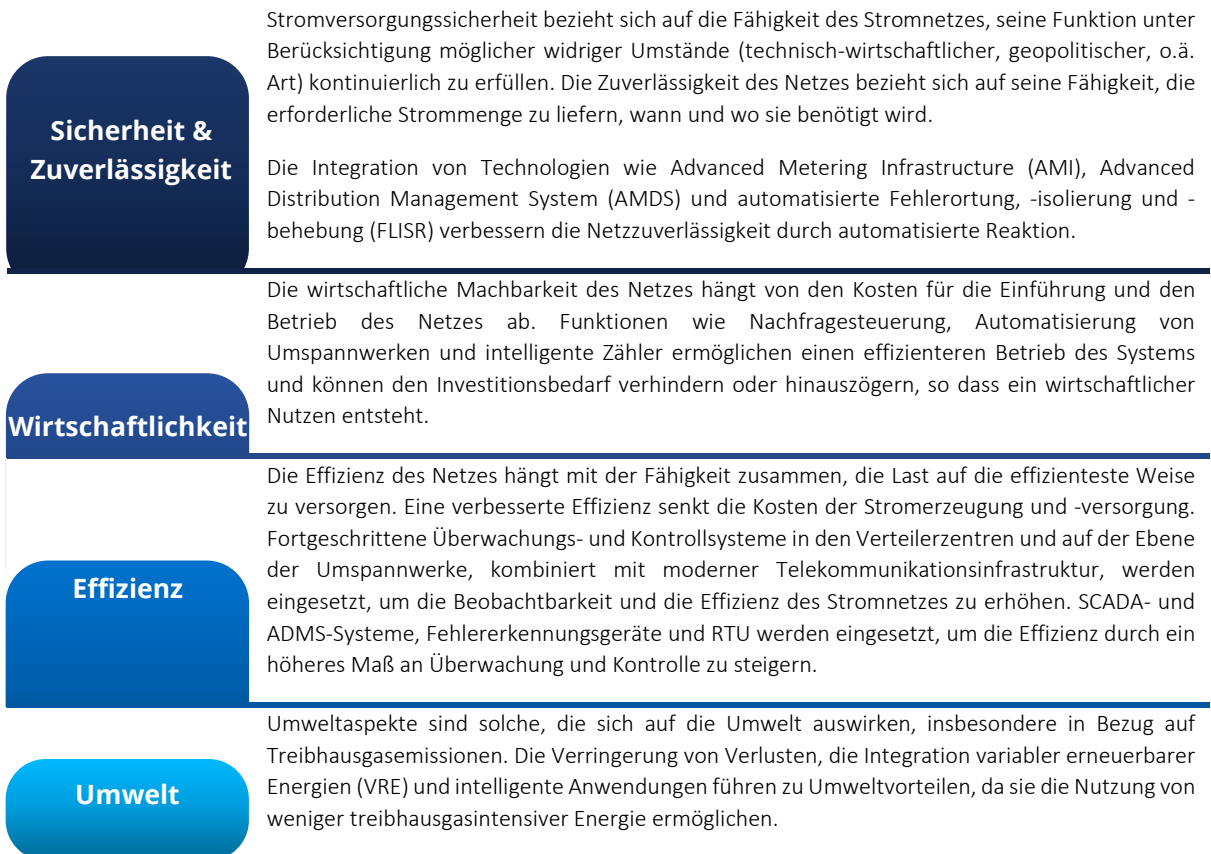 Stromversorgungssicherheit bezieht sich auf die Fähigkeit des Stromnetzes, seine Funktion unter
Berücksichtigung möglicher widriger Umstände (technisch-wirtschaftlicher, geopolitischer, o.ä.
Art) kontinuierlich zu erfüllen. Die Zuverlässigkeit des Netzes bezieht sich auf seine Fähigkeit, die
erforderliche Strommenge zu liefern, wann und wo sie benötigt wird.
Sicherheit &
Zuverlässigkeit
Die Integration von Technologien wie Advanced Metering Infrastructure (AMI), Advanced
Distribution Management System (AMDS) und automatisierte Fehlerortung, -isolierung und -
behebung (FLISR) verbessern die Netzzuverlässigkeit durch automatisierte Reaktion.
Wirtschaftlichkeit
Die wirtschaftliche Machbarkeit des Netzes hängt von den Kosten für die Einführung und den
Betrieb des Netzes ab. Funktionen wie Nachfragesteuerung, Automatisierung von
Umspannwerken und intelligente Zähler ermöglichen einen effizienteren Betrieb des Systems
und können den Investitionsbedarf verhindern oder hinauszögern, so dass ein wirtschaftlicher
Nutzen entsteht.
Effizienz
Die Effizienz des Netzes hängt mit der Fähigkeit zusammen, die Last auf die effizienteste Weise
zu versorgen. Eine verbesserte Effizienz senkt die Kosten der Stromerzeugung und -versorgung.
Fortgeschrittene Überwachungs- und Kontrollsysteme in den Verteilerzentren und auf der Ebene
der Umspannwerke, kombiniert mit moderner Telekommunikationsinfrastruktur, werden
eingesetzt, um die Beobachtbarkeit und die Effizienz des Stromnetzes zu erhöhen. SCADA- und
ADMS-Systeme, Fehlererkennungsgeräte und RTU werden eingesetzt, um die Effizienz durch ein
höheres Maß an Überwachung und Kontrolle zu steigern.
Umwelt
Umweltaspekte sind solche, die sich auf die Umwelt auswirken, insbesondere in Bezug auf
Treibhausgasemissionen. Die Verringerung von Verlusten, die Integration variabler erneuerbarer
Energien (VRE) und intelligente Anwendungen führen zu Umweltvorteilen, da sie die Nutzung von
weniger treibhausgasintensiver Energie ermöglichen.